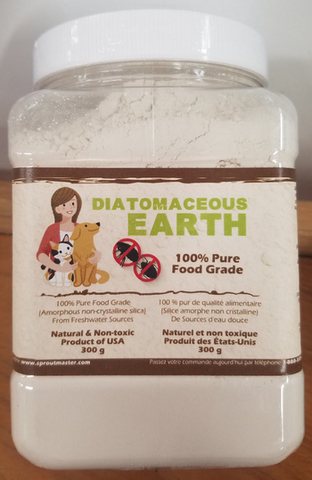 DIATOMACEOUS
EARTH
100% Pure
Food Grade
100% Pure Food Grade
(Amorphous non-crystalline silica)
From Freshwater Sources
Natural & Non-toxic
Product of USA
300 g
100 % pur de qualité alimentaire
(Silice amorphe non cristalline)
De Sources d'eau douce
Naturel et non toxique
Produit des États-Unis
300 g
www.sproutmaster.com
Passez votre commande aujourd'hui par téléphone